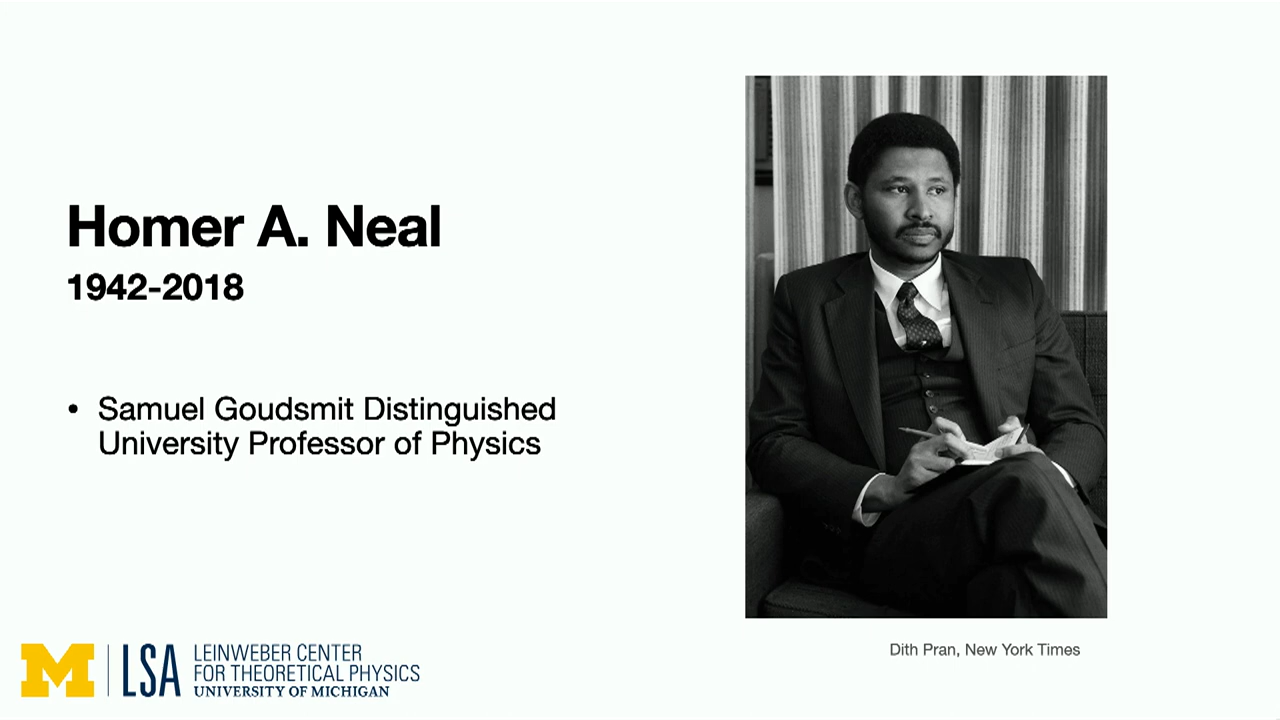 Homer A. Neal
1942-2018
• Samuel Goudsmit Distinguished
University Professor of Physics
Dith Pran, New York Times
M LSA
LEINWEBER CENTER
FOR THEORETICAL PHYSICS
UNIVERSITY OF MICHIGAN